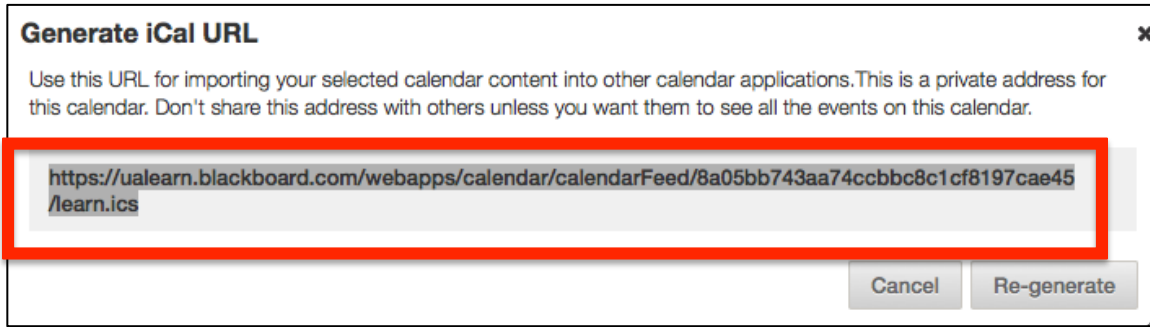 Generate iCal URL
Use this URL for importing your selected calendar content into other calendar applications.This is a private address for
this calendar. Don't share this address with others unless you want them to see all the events on this calendar.
https://ualearn.blackboard.com/webapps/calendar/calendarFeed/8a05bb743aa74ccbbc8c1cf8197cae45
/learn.ics
Cancel Re-generate